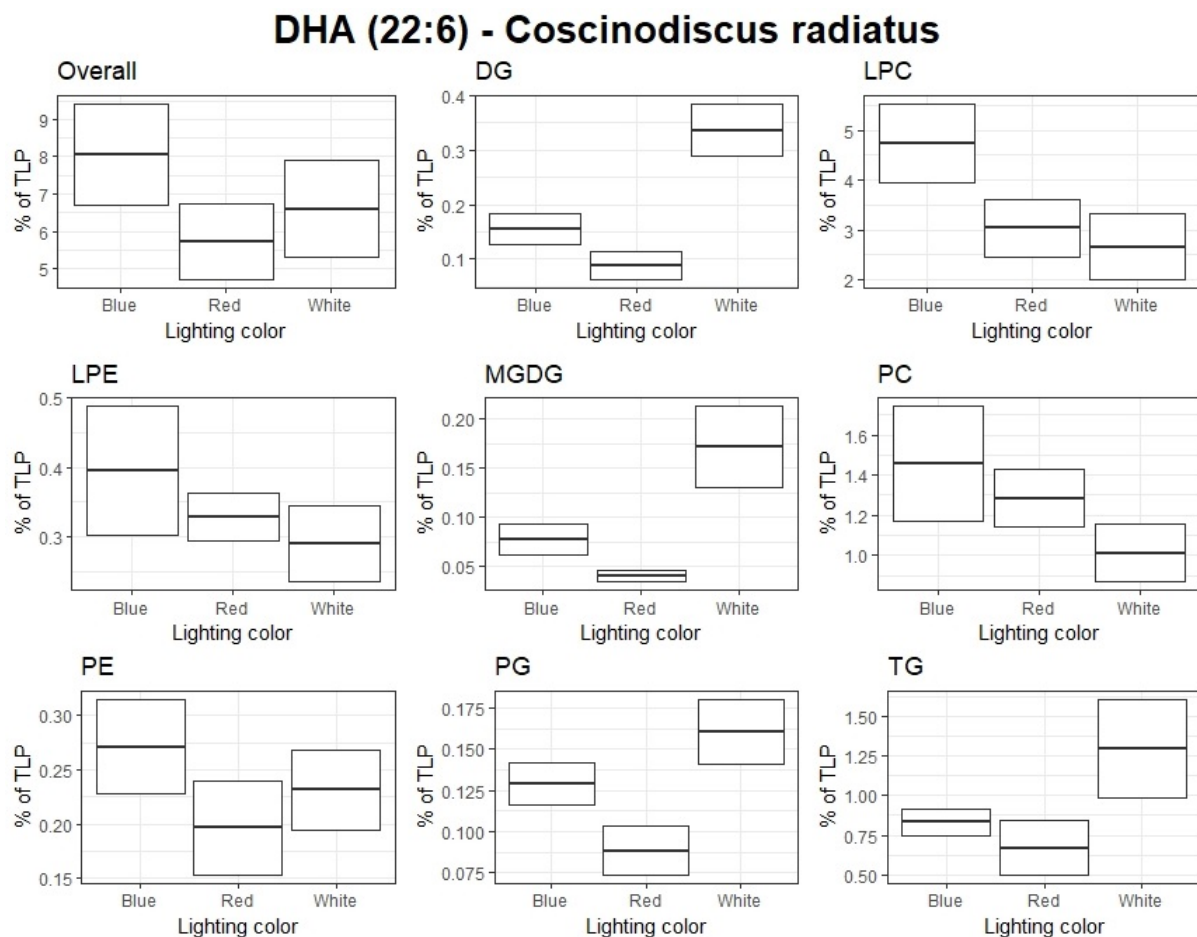 DHA (22:6) - Coscinodiscus radiatus
Overall
% of TLP
9
8
7
6
5
Blue Red White
Lighting color
DG
% of TLP
0.4
0.3
0.2
0.1
Blue Red White
Lighting color
LPC
% of TLP
5
4
3
2
Blue Red White
Lighting color
LPE
% of TLP
0.5
0.4
0.3
Blue Red White
Lighting color
MGDG
% of TLP
0.20
0.15
0.10
0.05
Blue Red White
Lighting color
PC
% of TLP
1.6
1.4
1.2
1.0
Blue Red White
Lighting color
PE
% of TLP
0.30
0.25
0.20
0.15
Blue Red White
Lighting color
PG
% of TLP
0.175
0.150
0.125
0.100
0.075
Blue Red White
Lighting color
TG
% of TLP
1.50
1.25
1.00
0.75
0.50
Blue Red White
Lighting color